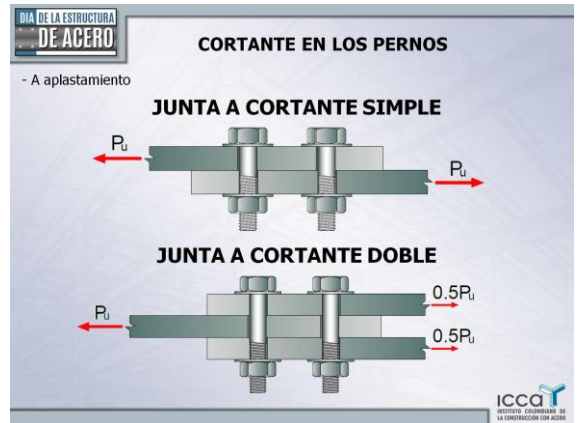 DIA DE LA ESTRUCTURA
DE ACERO
CORTANTE EN LOS PERNOS
- A aplastamiento
JUNTA A CORTANTE SIMPLE
Pu
Pu
JUNTA A CORTANTE DOBLE
0.5Pu
Pu
0.5Pu
icca
INSTITUTO COLOMBIANO DE
LA CONSTRUCCIÓN CON ACERO